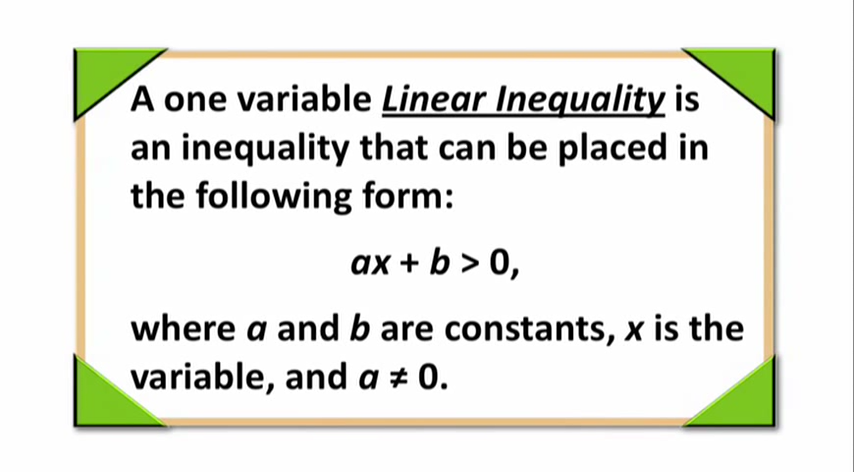 A one variable Linear Inequality is
an inequality that can be placed in
the following form:
ax + b > 0,
where a and b are constants, x is the
variable, and a ≠ 0.